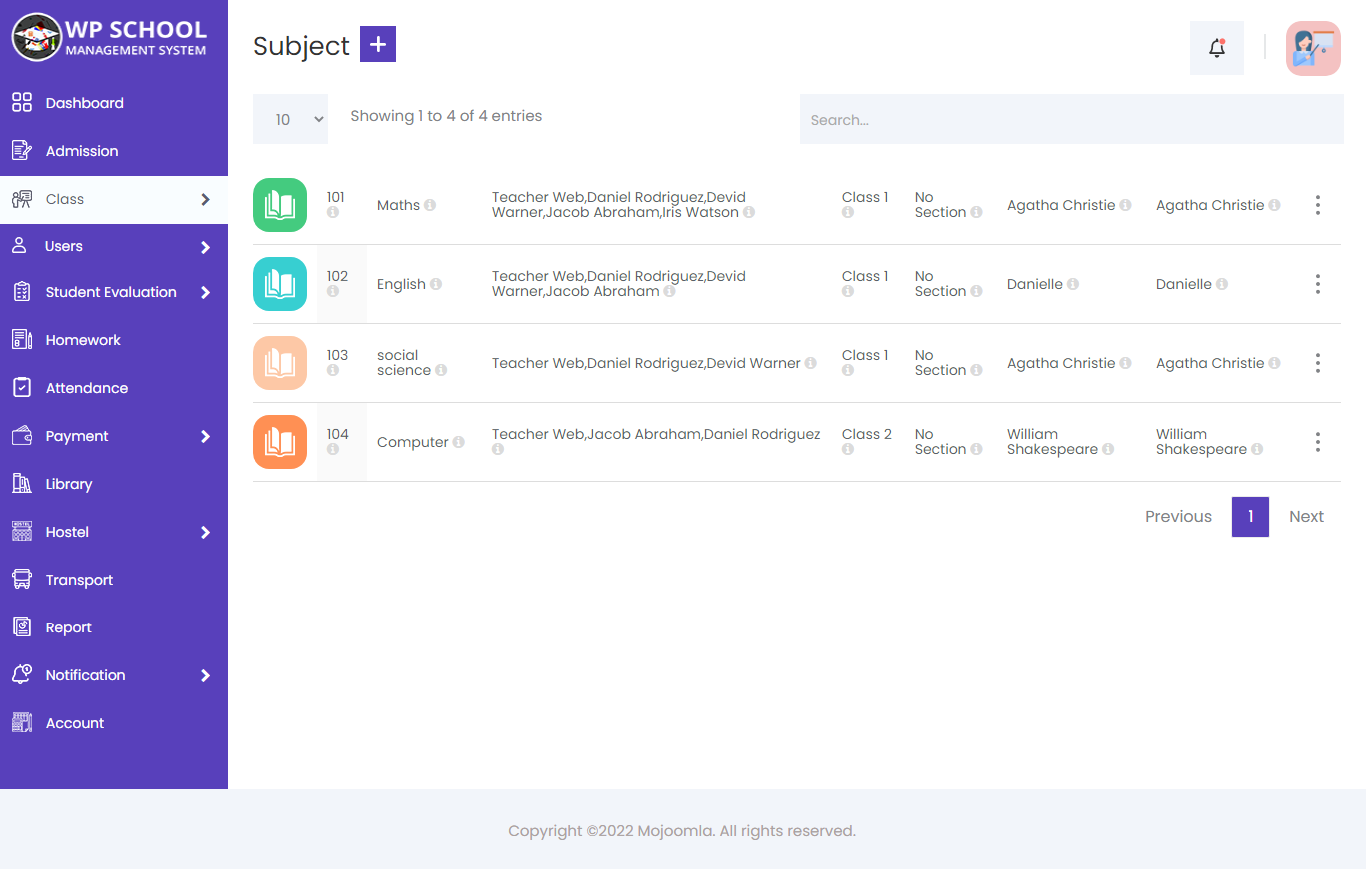 WP SCHOOL
MANAGEMENT SYSTEM
Dashboard
Admission
Class
Users
Student Evaluation
Homework
Attendance
Payment
Library
HOSTEL
Hostel
Transport
Report
Notification
Account
Subject +
10
Showing 1 to 4 of 4 entries
Search...
101
Maths
Teacher Web,Daniel Rodriguez,Devid
Warner,Jacob Abraham,Iris Watson
Class 1
No
Section
Agatha Christie
Agatha Christie
102
English
Teacher Web,Daniel Rodriguez,Devid
Warner,Jacob Abraham
Class 1
No
Section
Danielle
Danielle
103
social
science
Teacher Web,Daniel Rodriguez,Devid Warner
Class 1
No
Section
Agatha Christie
Agatha Christie
104
Computer
Teacher Web,Jacob Abraham,Daniel Rodriguez
Class 2
No
Section
William
Shakespeare
William
Shakespeare
Previous 1 Next
Copyright ©2022 Mojoomla. All rights reserved.